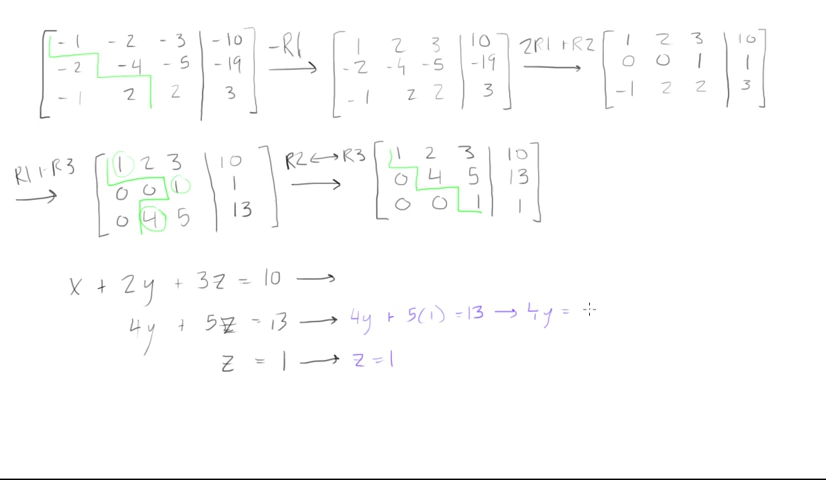 -1 -2 -3 | -10 -R1 1 2 3 | 10 2R1+R2 1 2 3 | 10
-2 -4 -5 | -19 → -2 -4 -5 | -19 → 0 0 1 | 1
-1 2 2 | 3 -1 2 2 | 3 -1 2 2 | 3
R1+R3 1 2 3 | 10 R2↔R3 1 2 3 | 10
→ 0 0 1 | 1 → 0 4 5 | 13
0 4 5 | 13 0 0 1 | 1
x + 2y + 3z = 10 →
4y + 5z = 13 → 4y + 5(1) = 13 → 4y =
z = 1 → z = 1